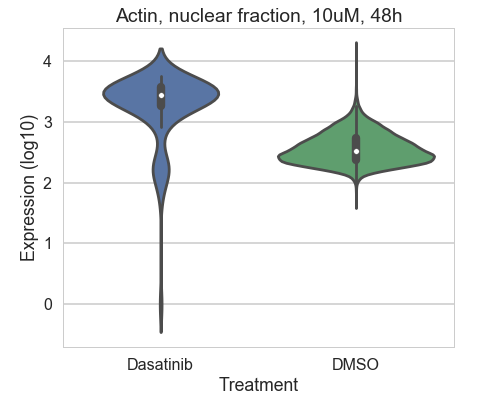 Actin, nuclear fraction, 10uM, 48h
Expression (log10)
4
3
2
1
0
Dasatinib DMSO
Treatment